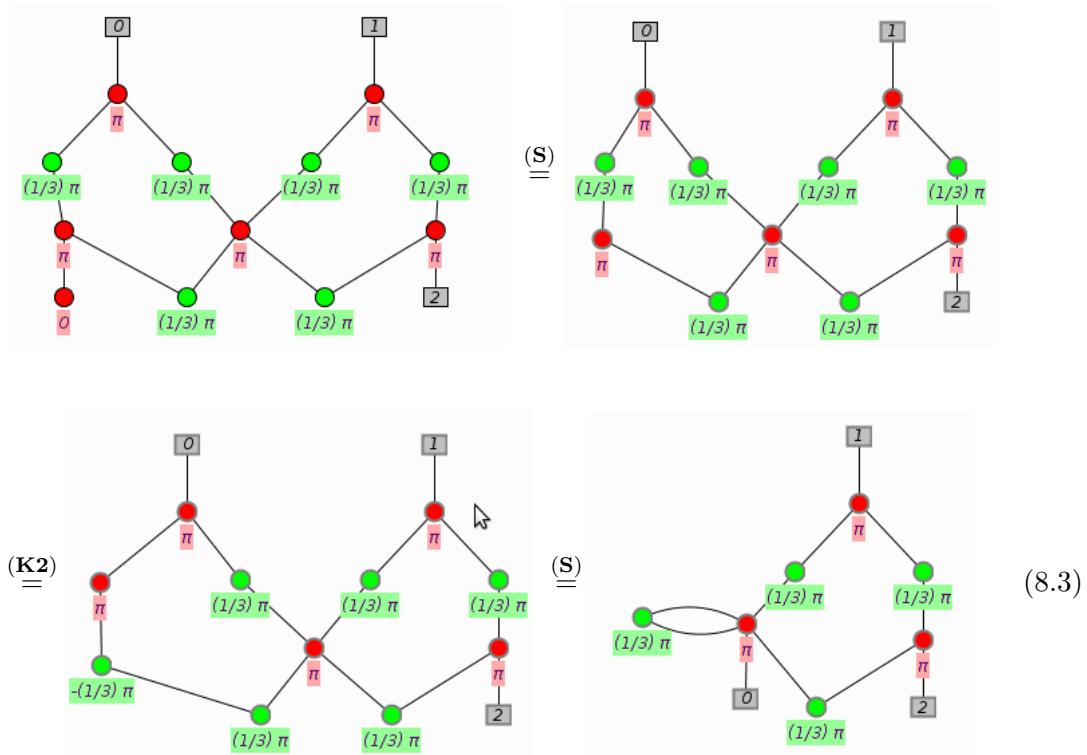 0 1 0 1
π π π π
(1/3) π (1/3) π (1/3) π (1/3) π (S) = (1/3) π (1/3) π (1/3) π (1/3) π
π π π π π π
0 (1/3) π (1/3) π 2 (1/3) π (1/3) π 2
0 1 1
π π π
(K2) = π (1/3) π (1/3) π (1/3) π (S) = (1/3) π (1/3) π (8.3)
-(1/3) π π π (1/3) π π π
(1/3) π (1/3) π 2 0 (1/3) π 2